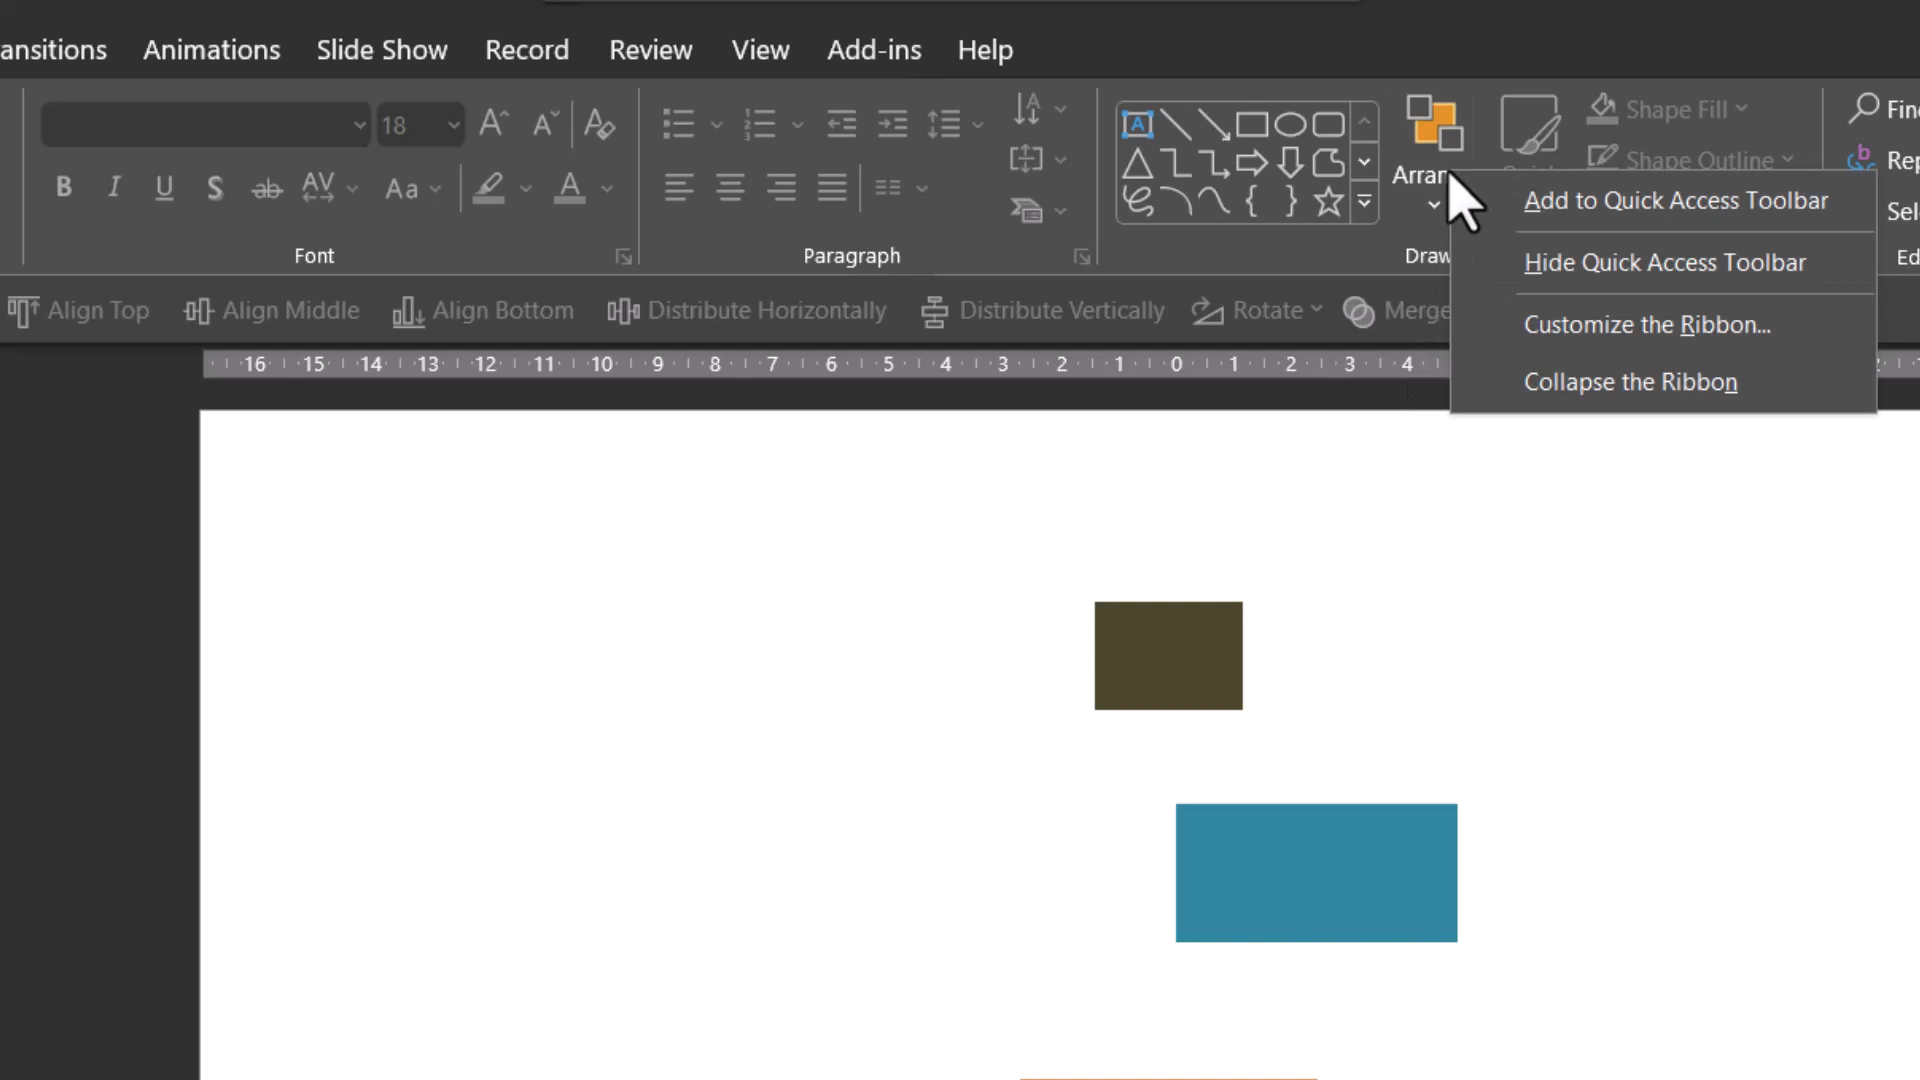 ansitions Animations Slide Show Record Review View Add-ins Help
18
Shape Fill
Fin
Shape Outline
Rep
B I U S ab AV Aa A
Arran
Add to Quick Access Toolbar
Sel
Font Paragraph Draw
Hide Quick Access Toolbar
Ed
Align Top Align Middle Align Bottom Distribute Horizontally Distribute Vertically Rotate Merge
Customize the Ribbon...
16 15 14 13 12 11 10 9 8 7 6 5 4 3 2 1 0 1 2 3 4
Collapse the Ribbon